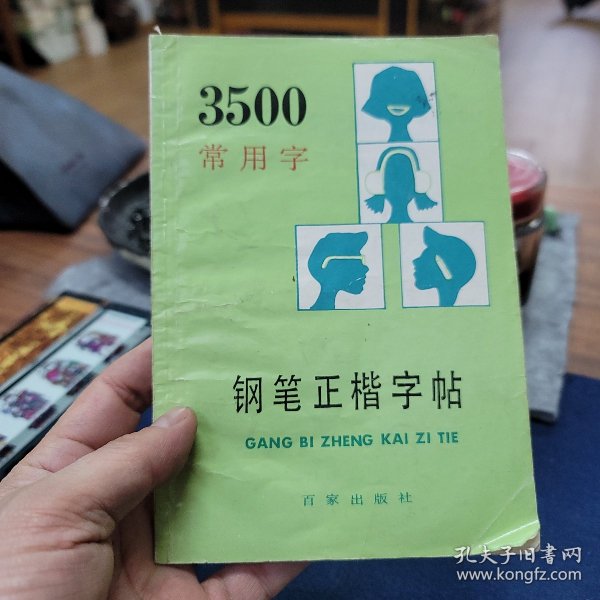 3500
常用字
钢笔正楷字帖
GANG BI ZHENG KAI ZI TIE
百家出版社
孔夫子旧书网
www.kongfz.com